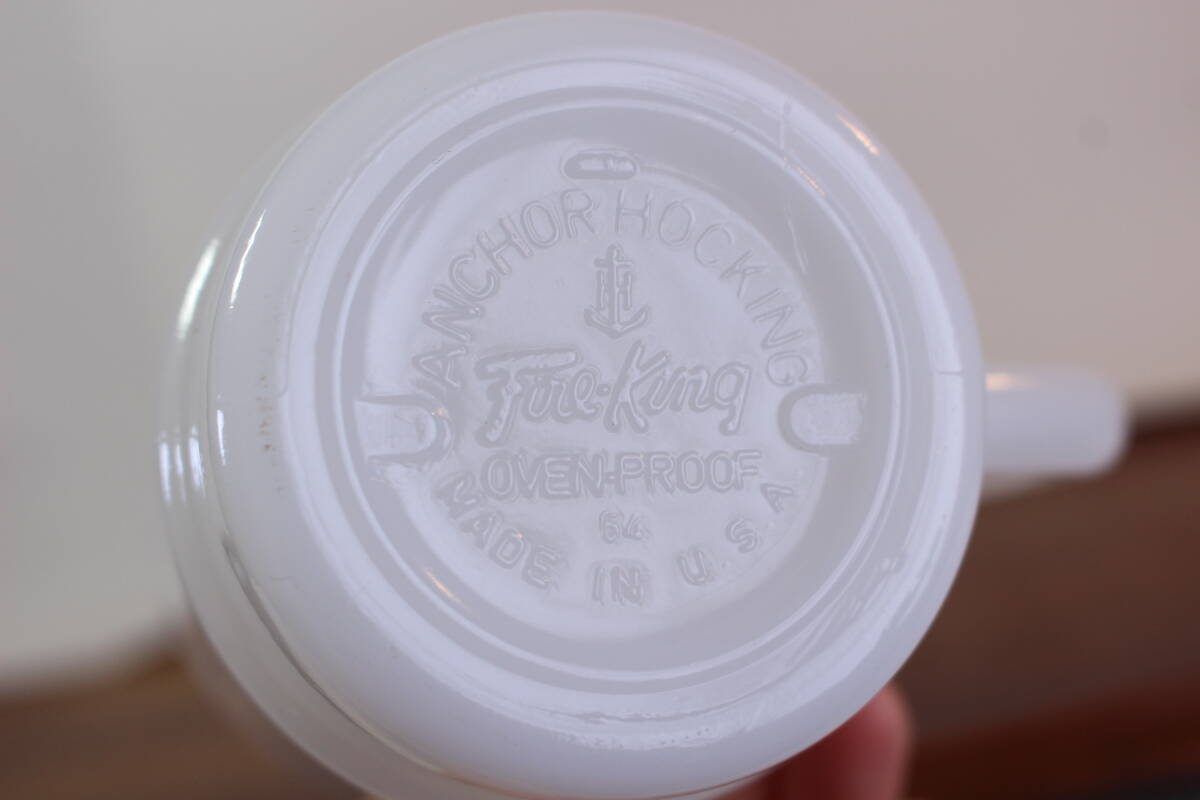 ANCHOR HOCKING
Fire-King
OVEN-PROOF
64
MADE IN U.S.A